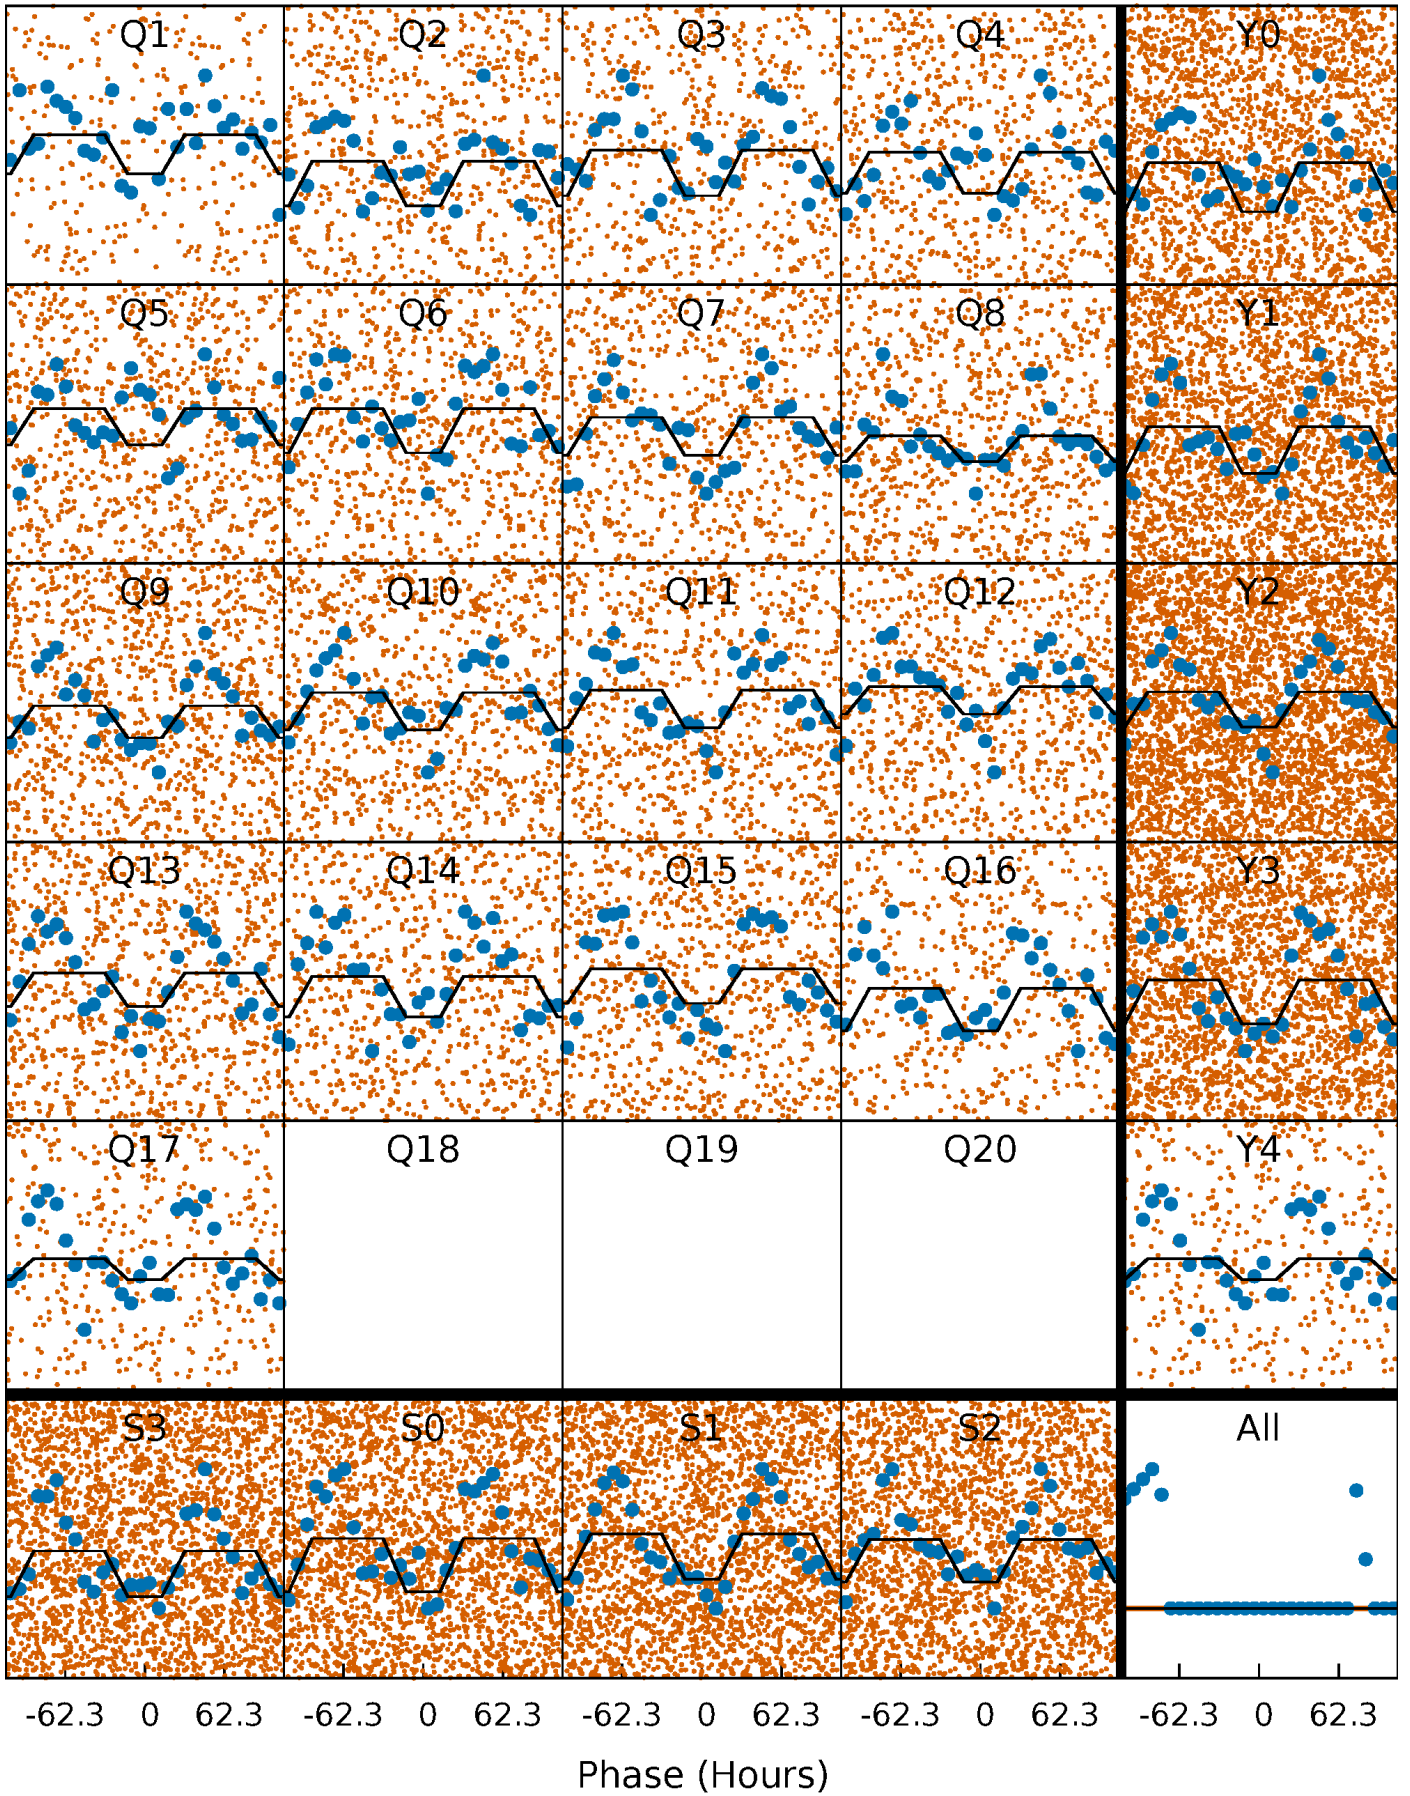 Q1 Q2 Q3 Q4 Y0
Q5 Q6 Q7 Q8 Y1
Q9 Q10 Q11 Q12 Y2
Q13 Q14 Q15 Q16 Y3
Q17 Q18 Q19 Q20 Y4
S3 S0 S1 S2 All
-62.3 0 62.3 -62.3 0 62.3 -62.3 0 62.3 -62.3 0 62.3 -62.3 0 62.3
Phase (Hours)